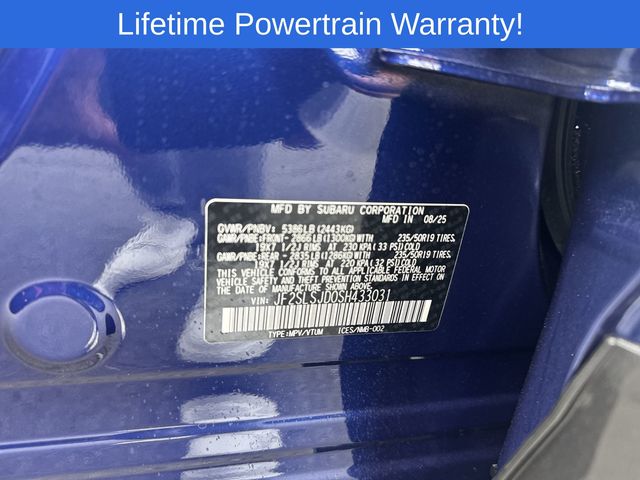 Lifetime Powertrain Warranty!
MFD BY SUBARU CORPORATION
MFD IN 08/25
GVWR/PNBV: 5386LB(2443KG)
GAWR/PNBE:FRONT-2866LB(1300KG)WITH 235/50R19 TIRES,
19X7 1/2J RIMS AT 230 KPA(33 PSI)COLD
GAWR/PNBE:REAR -2835LB(1286KG)WITH 235/50R19 TIRES,
19X7 1/2J RIMS AT 220 KPA(32 PSI)COLD
THIS VEHICLE CONFORMS TO ALL APPLICABLE FEDERAL MOTOR
VEHICLE SAFETY AND THEFT PREVENTION STANDARDS IN EFFECT
ON THE DATE OF MANUFACTURE SHOWN ABOVE.
VIN: JF2SLSJD0SH433031
TYPE:MPV/VTUM ICES/NMB-002